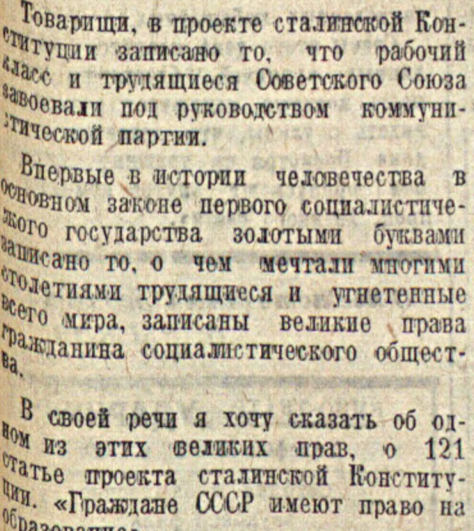 Товарищи, в проекте сталинской Кон-
ституции записано то, что рабочий
класс и трудящиеся Советского Союза
завоевали под руководством коммуни-
стической партии.
Впервые в истории человечества в
основном законе первого социалистиче-
ского государства золотыми буквами
записано то, о чем мечтали многими
столетиями трудящиеся и угнетенные
всего мира, записаны великие права
гражданина социалистического общест-
ва.
В своей речи я хочу сказать об од-
ном из этих великих прав, о 121
статье проекта сталинской Конститу-
ции. «Граждане СССР имеют право на
образование»